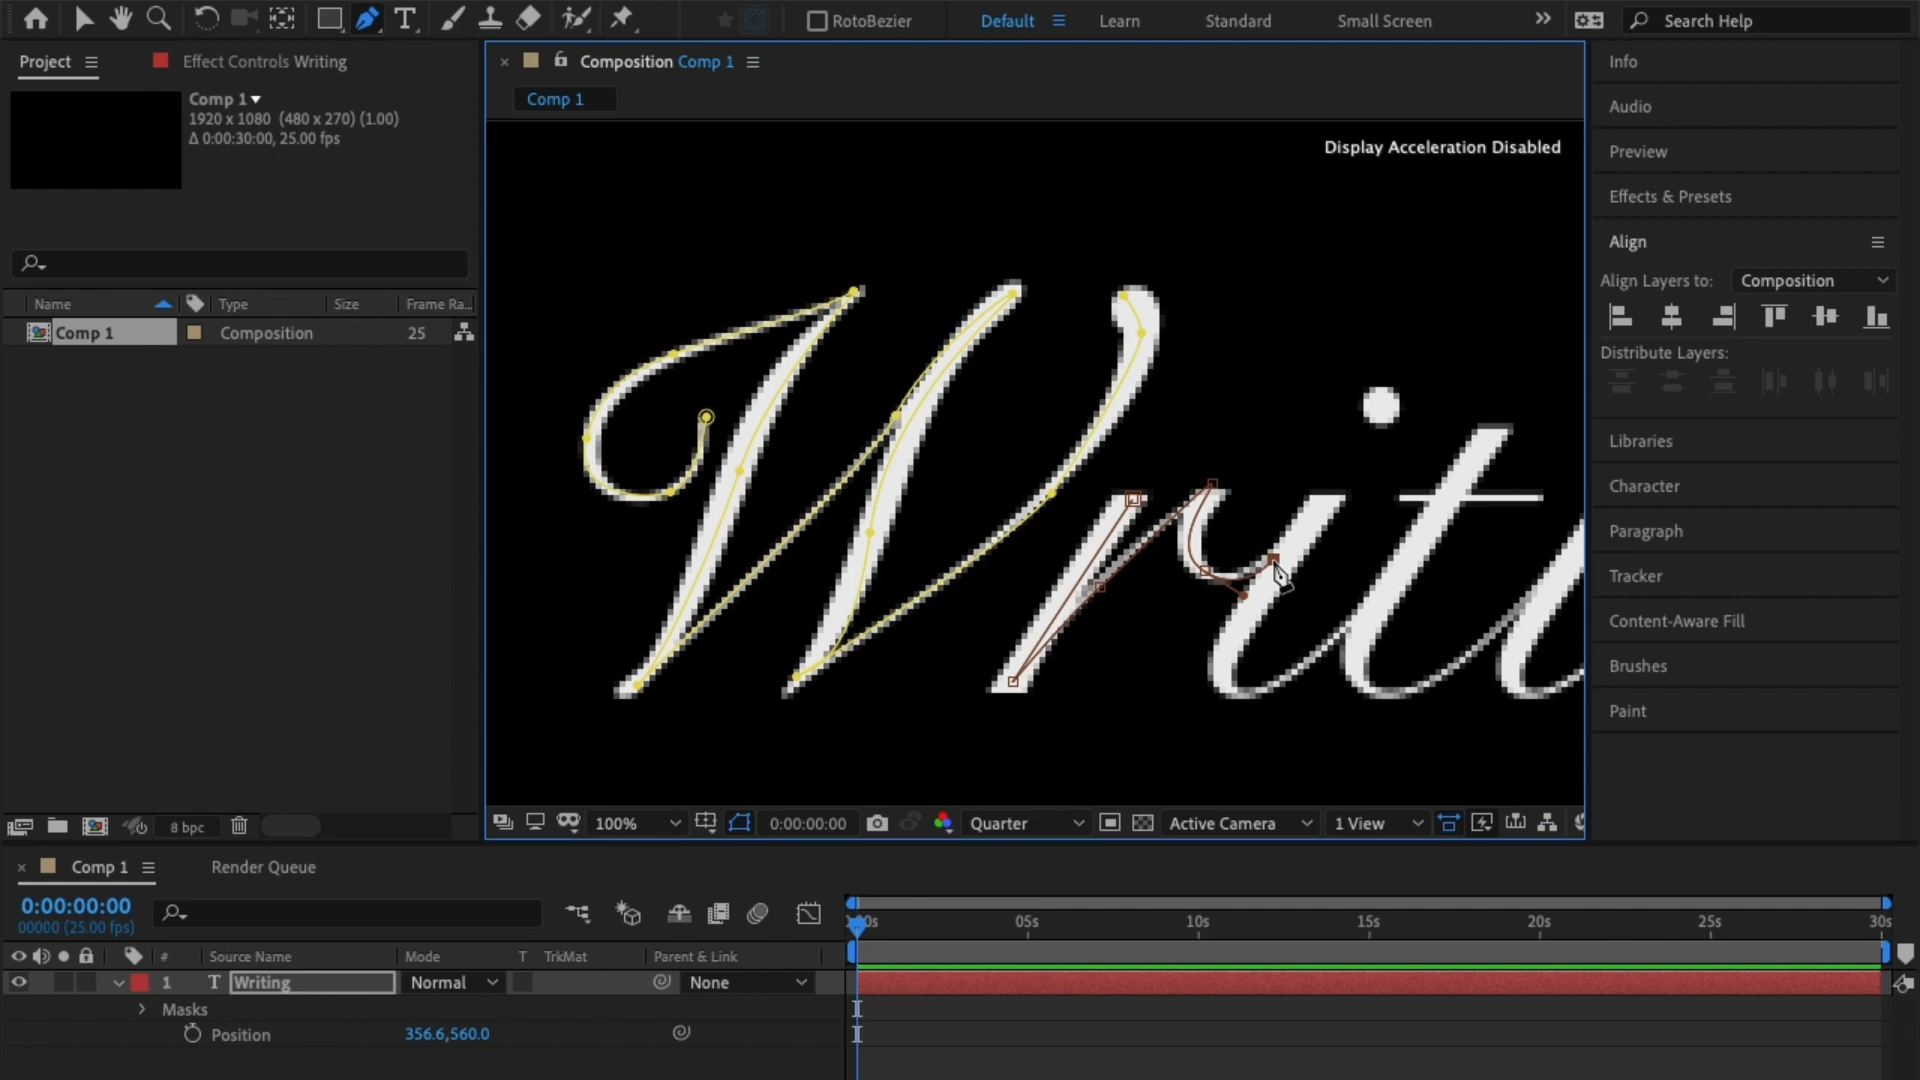 RotoBezier Default Learn Standard Small Screen Search Help
Project Effect Controls Writing
Comp 1
1920 x 1080 (480 x 270) (1.00)
Δ 0:00:30:00, 25.00 fps
Name Type Size Frame Ra...
Comp 1 Composition 25
8 bpc
Composition Comp 1
Comp 1
Display Acceleration Disabled
100% 0:00:00:00 Quarter Active Camera 1 View
Info
Audio
Preview
Effects & Presets
Align
Align Layers to: Composition
Distribute Layers:
Libraries
Character
Paragraph
Tracker
Content-Aware Fill
Brushes
Paint
Comp 1 Render Queue
0:00:00:00
00000 (25.00 fps)
05s 10s 15s 20s 25s 30s
# Source Name Mode T TrkMat Parent & Link
1 T Writing Normal None
Masks
Position 356.6,560.0